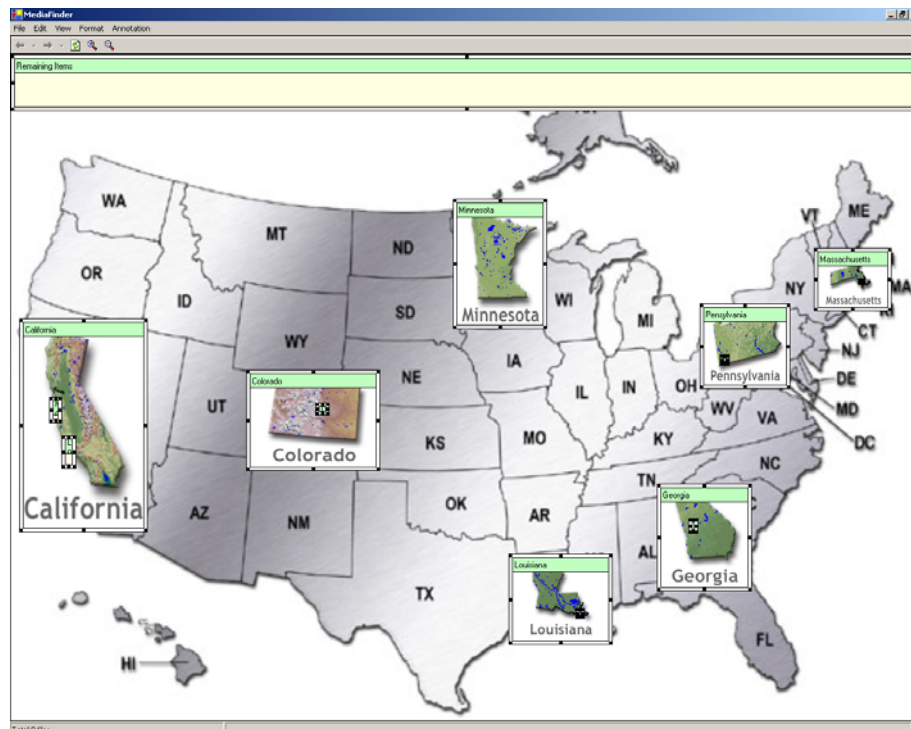 MediaFinder
File Edit View Format Annotation
Remaining Items
WA
MT
ND
OR
ID
SD
WY
NE
UT
KS
AZ
NM
OK
TX
IA
WI
MI
IL
IN
OH
MO
KY
WV
VA
TN
NC
AR
AL
FL
HI
VT
ME
NY
MA
CT
NJ
DE
MD
DC
Minnesota
Minnesota
Massachusetts
Massachusetts
Pensylvania
Pennsylvania
California
California
Colorado
Colorado
Georgia
Georgia
Louisiana
Louisiana